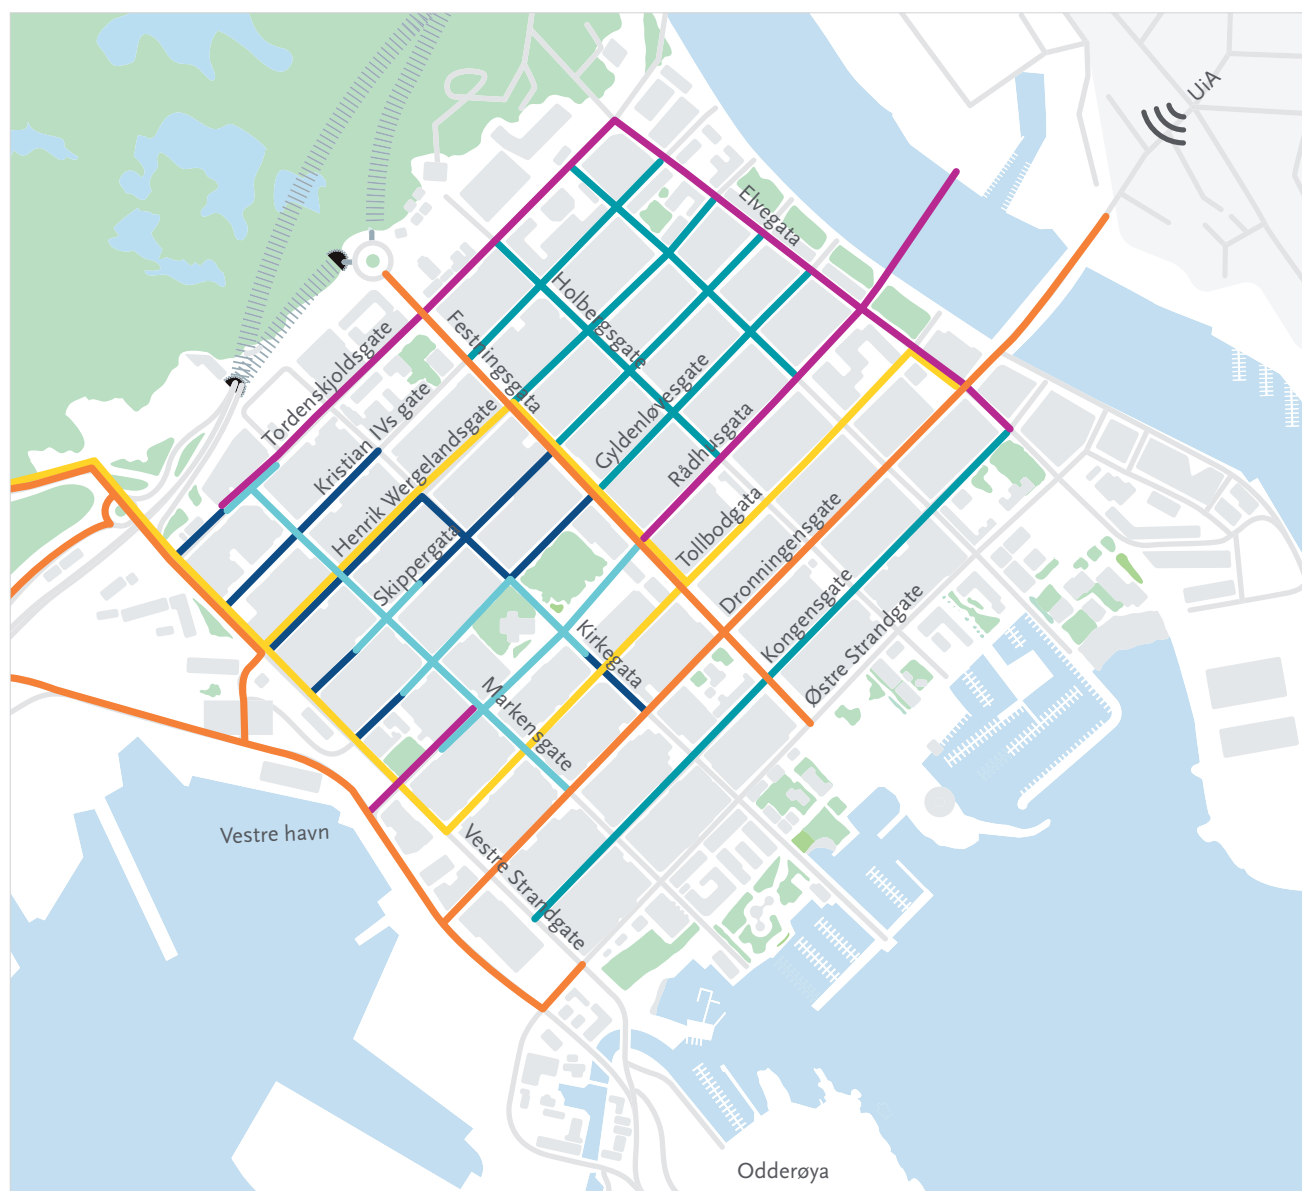 UiA
Elvegata
Holbergsgate
Festningsgata
Tordenskjoldsgate
Kristian IVs gate
Gyldenløvesgate
Henrik Wergelandsgate
Rådhusgata
Skippergata
Tollbodgata
Dronningensgate
Kongensgate
Østre Strandgate
Kirkegata
Markensgate
Vestre havn
Vestre Strandgate
Odderøya